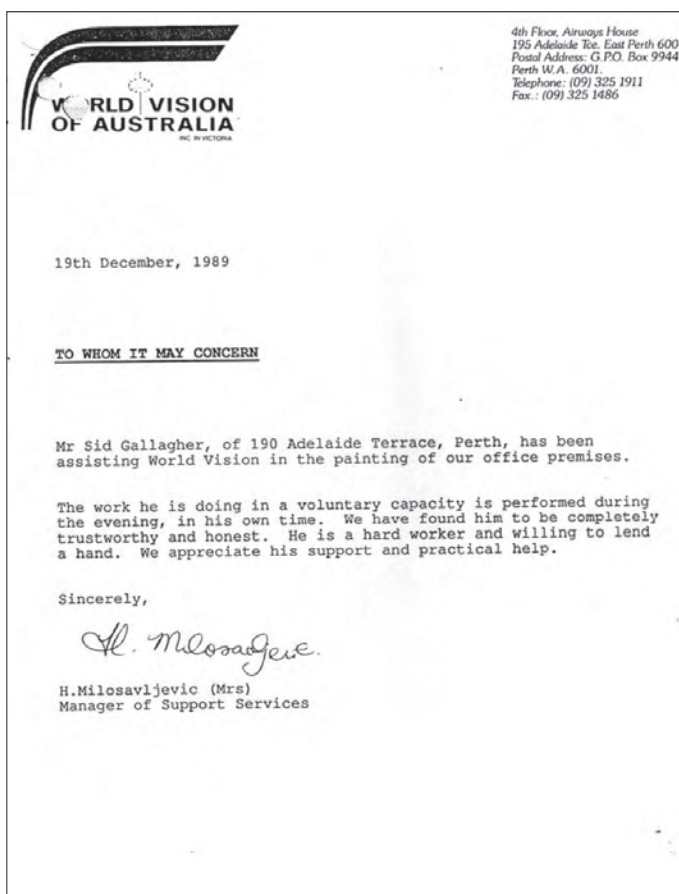 4th Floor, Airways House
195 Adelaide Tce. East Perth 600
Postal Address: G.P.O. Box 9944
Perth W.A. 6001.
Telephone: (09) 325 1911
Fax.: (09) 325 1486
W RLD VISION
OF AUSTRALIA
INC IN VICTORIA
19th December, 1989
TO WHOM IT MAY CONCERN
Mr Sid Gallagher, of 190 Adelaide Terrace, Perth, has been
assisting World Vision in the painting of our office premises.
The work he is doing in a voluntary capacity is performed during
the evening, in his own time. We have found him to be completely
trustworthy and honest. He is a hard worker and willing to lend
a hand. We appreciate his support and practical help.
Sincerely,
H. Milosavljevic
H.Milosavljevic (Mrs)
Manager of Support Services